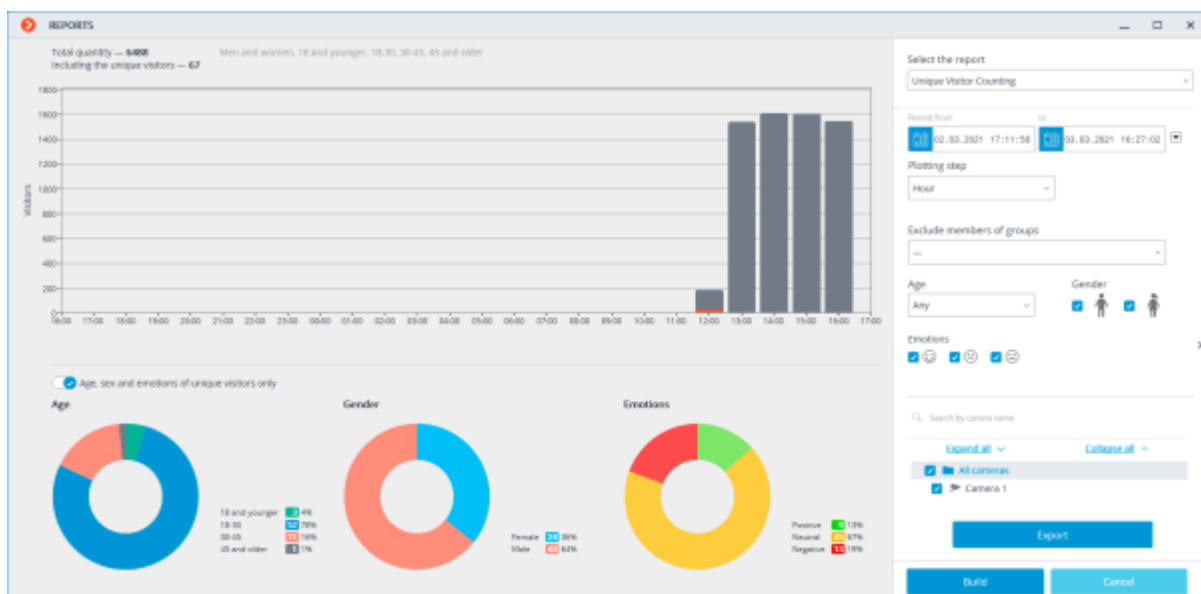 REPORTS
Total quantity — 6488
Men and women, 18 and younger, 18-30, 30-45, 45 and older
Including the unique visitors — 67
Visitors
1800
1600
1400
1200
1000
800
600
400
200
0
16:00 17:00 18:00 19:00 20:00 21:00 22:00 23:00 00:00 01:00 02:00 03:00 04:00 05:00 06:00 07:00 08:00 09:00 10:00 11:00 12:00 13:00 14:00 15:00 16:00 17:00
Age, sex and emotions of unique visitors only
Age
18 and younger 3 4%
18-30 52 78%
30-45 11 16%
45 and older 1 1%
Gender
Female 24 36%
Male 43 64%
Emotions
Positive 9 13%
Neutral 45 67%
Negative 13 19%
Select the report
Unique Visitor Counting
Period from to
02.03.2021 17:11:58 03.03.2021 16:27:02
Plotting step
Hour
Exclude members of groups
—
Age Gender
Any
Emotions
Search by camera name
Expand all Collapse all
All cameras
Camera 1
Export
Build Cancel